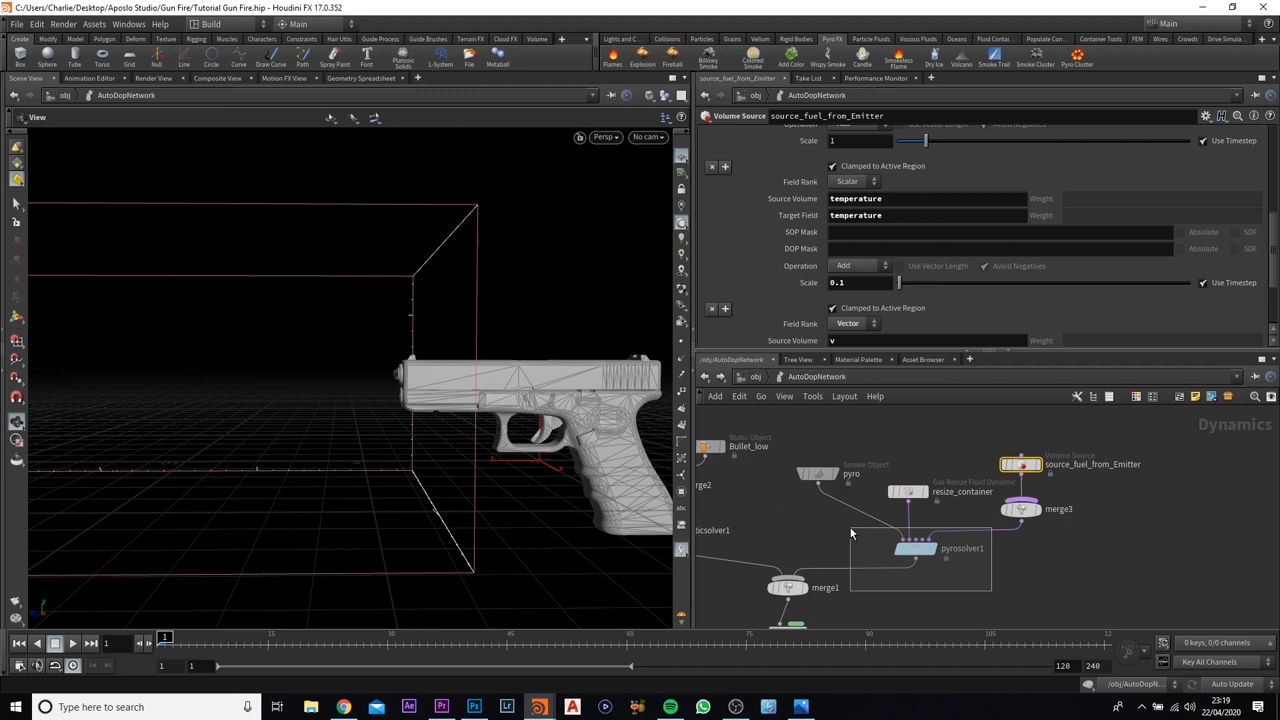 C:/Users/Charlie/Desktop/Aposlo Studio/Gun Fire/Tutorial Gun Fire.hip - Houdini FX 17.0.352
File Edit Render Assets Windows Help Build Main Main
Create Modify Model Polygon Deform Texture Rigging Muscles Characters Constraints Hair Utils Guide Process Guide Brushes Terrain FX Cloud FX Volume
Lights and C... Collisions Particles Grains Vellum Rigid Bodies Particle Fluids Viscous Fluids Oceans Fluid Contai... Populate Con... Container Tools Pyro FX FEM Wires Crowds Drive Simula...
Box Sphere Tube Torus Grid Null Line Circle Curve Draw Curve Path Spray Paint Font Platonic Solids L-System File Metaball
Flames Explosion Fireball Billowy Smoke Colored Smoke Add Color Wispy Smoke Candle Smokeless Flame Dry Ice Volcano Smoke Trail Smoke Cluster Pyro Cluster
Scene View Animation Editor Render View Composite View Motion FX View Geometry Spreadsheet
source_fuel_from_Emitter Take List Performance Monitor
obj AutoDopNetwork
obj AutoDopNetwork
View
Persp No cam
Volume Source source_fuel_from_Emitter
Scale 1 Use Timestep
Clamped to Active Region
Field Rank Scalar
Source Volume temperature Weight
Target Field temperature Weight
SOP Mask Absolute SDF
DOP Mask Absolute SDF
Operation Add Use Vector Length Avoid Negatives
Scale 0.1 Use Timestep
Clamped to Active Region
Field Rank Vector
Source Volume v Weight
/obj/AutoDopNetwork Tree View Material Palette Asset Browser
obj AutoDopNetwork
Add Edit Go View Tools Layout Help
Dynamics
Static Object
Bullet_low
Smoke Object
pyro
Gas Resize Fluid Dynamic
resize_container
Volume Source
source_fuel_from_Emitter
merge3
pyrosolver1
merge1
1 1 15 30 45 60 75 90 105 12
0 keys, 0/0 channels
1 1 120 240 Key All Channels
/obj/AutoDopN... Auto Update
Type here to search
23:19
22/04/2020